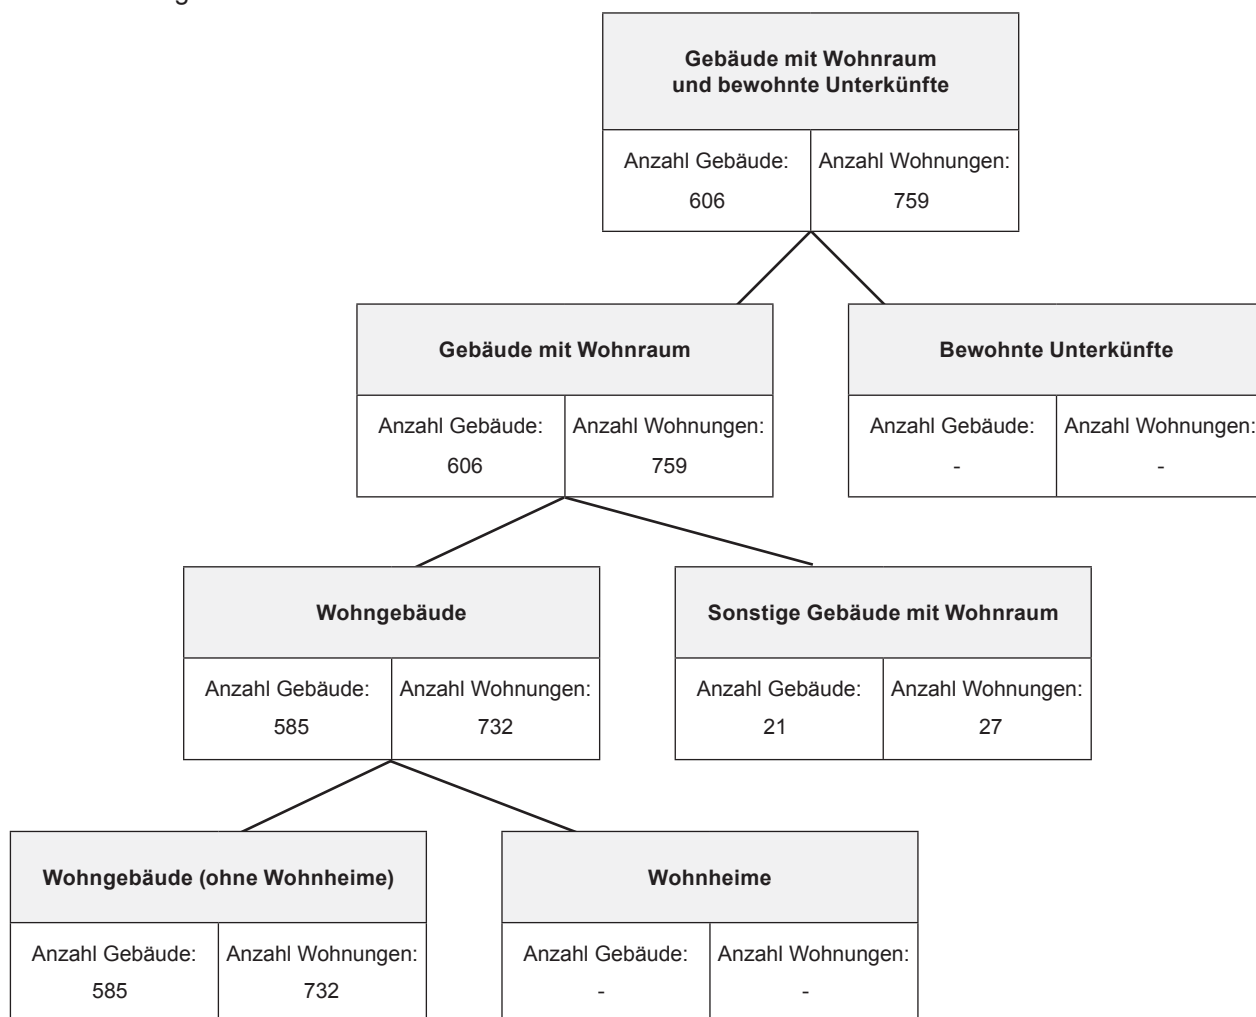 Gebäude mit Wohnraum
und bewohnte Unterkünfte
Anzahl Gebäude: Anzahl Wohnungen:
606 759
Gebäude mit Wohnraum
Anzahl Gebäude: Anzahl Wohnungen:
606 759
Bewohnte Unterkünfte
Anzahl Gebäude: Anzahl Wohnungen:
- -
Wohngebäude
Anzahl Gebäude: Anzahl Wohnungen:
585 732
Sonstige Gebäude mit Wohnraum
Anzahl Gebäude: Anzahl Wohnungen:
21 27
Wohngebäude (ohne Wohnheime)
Anzahl Gebäude: Anzahl Wohnungen:
585 732
Wohnheime
Anzahl Gebäude: Anzahl Wohnungen:
- -